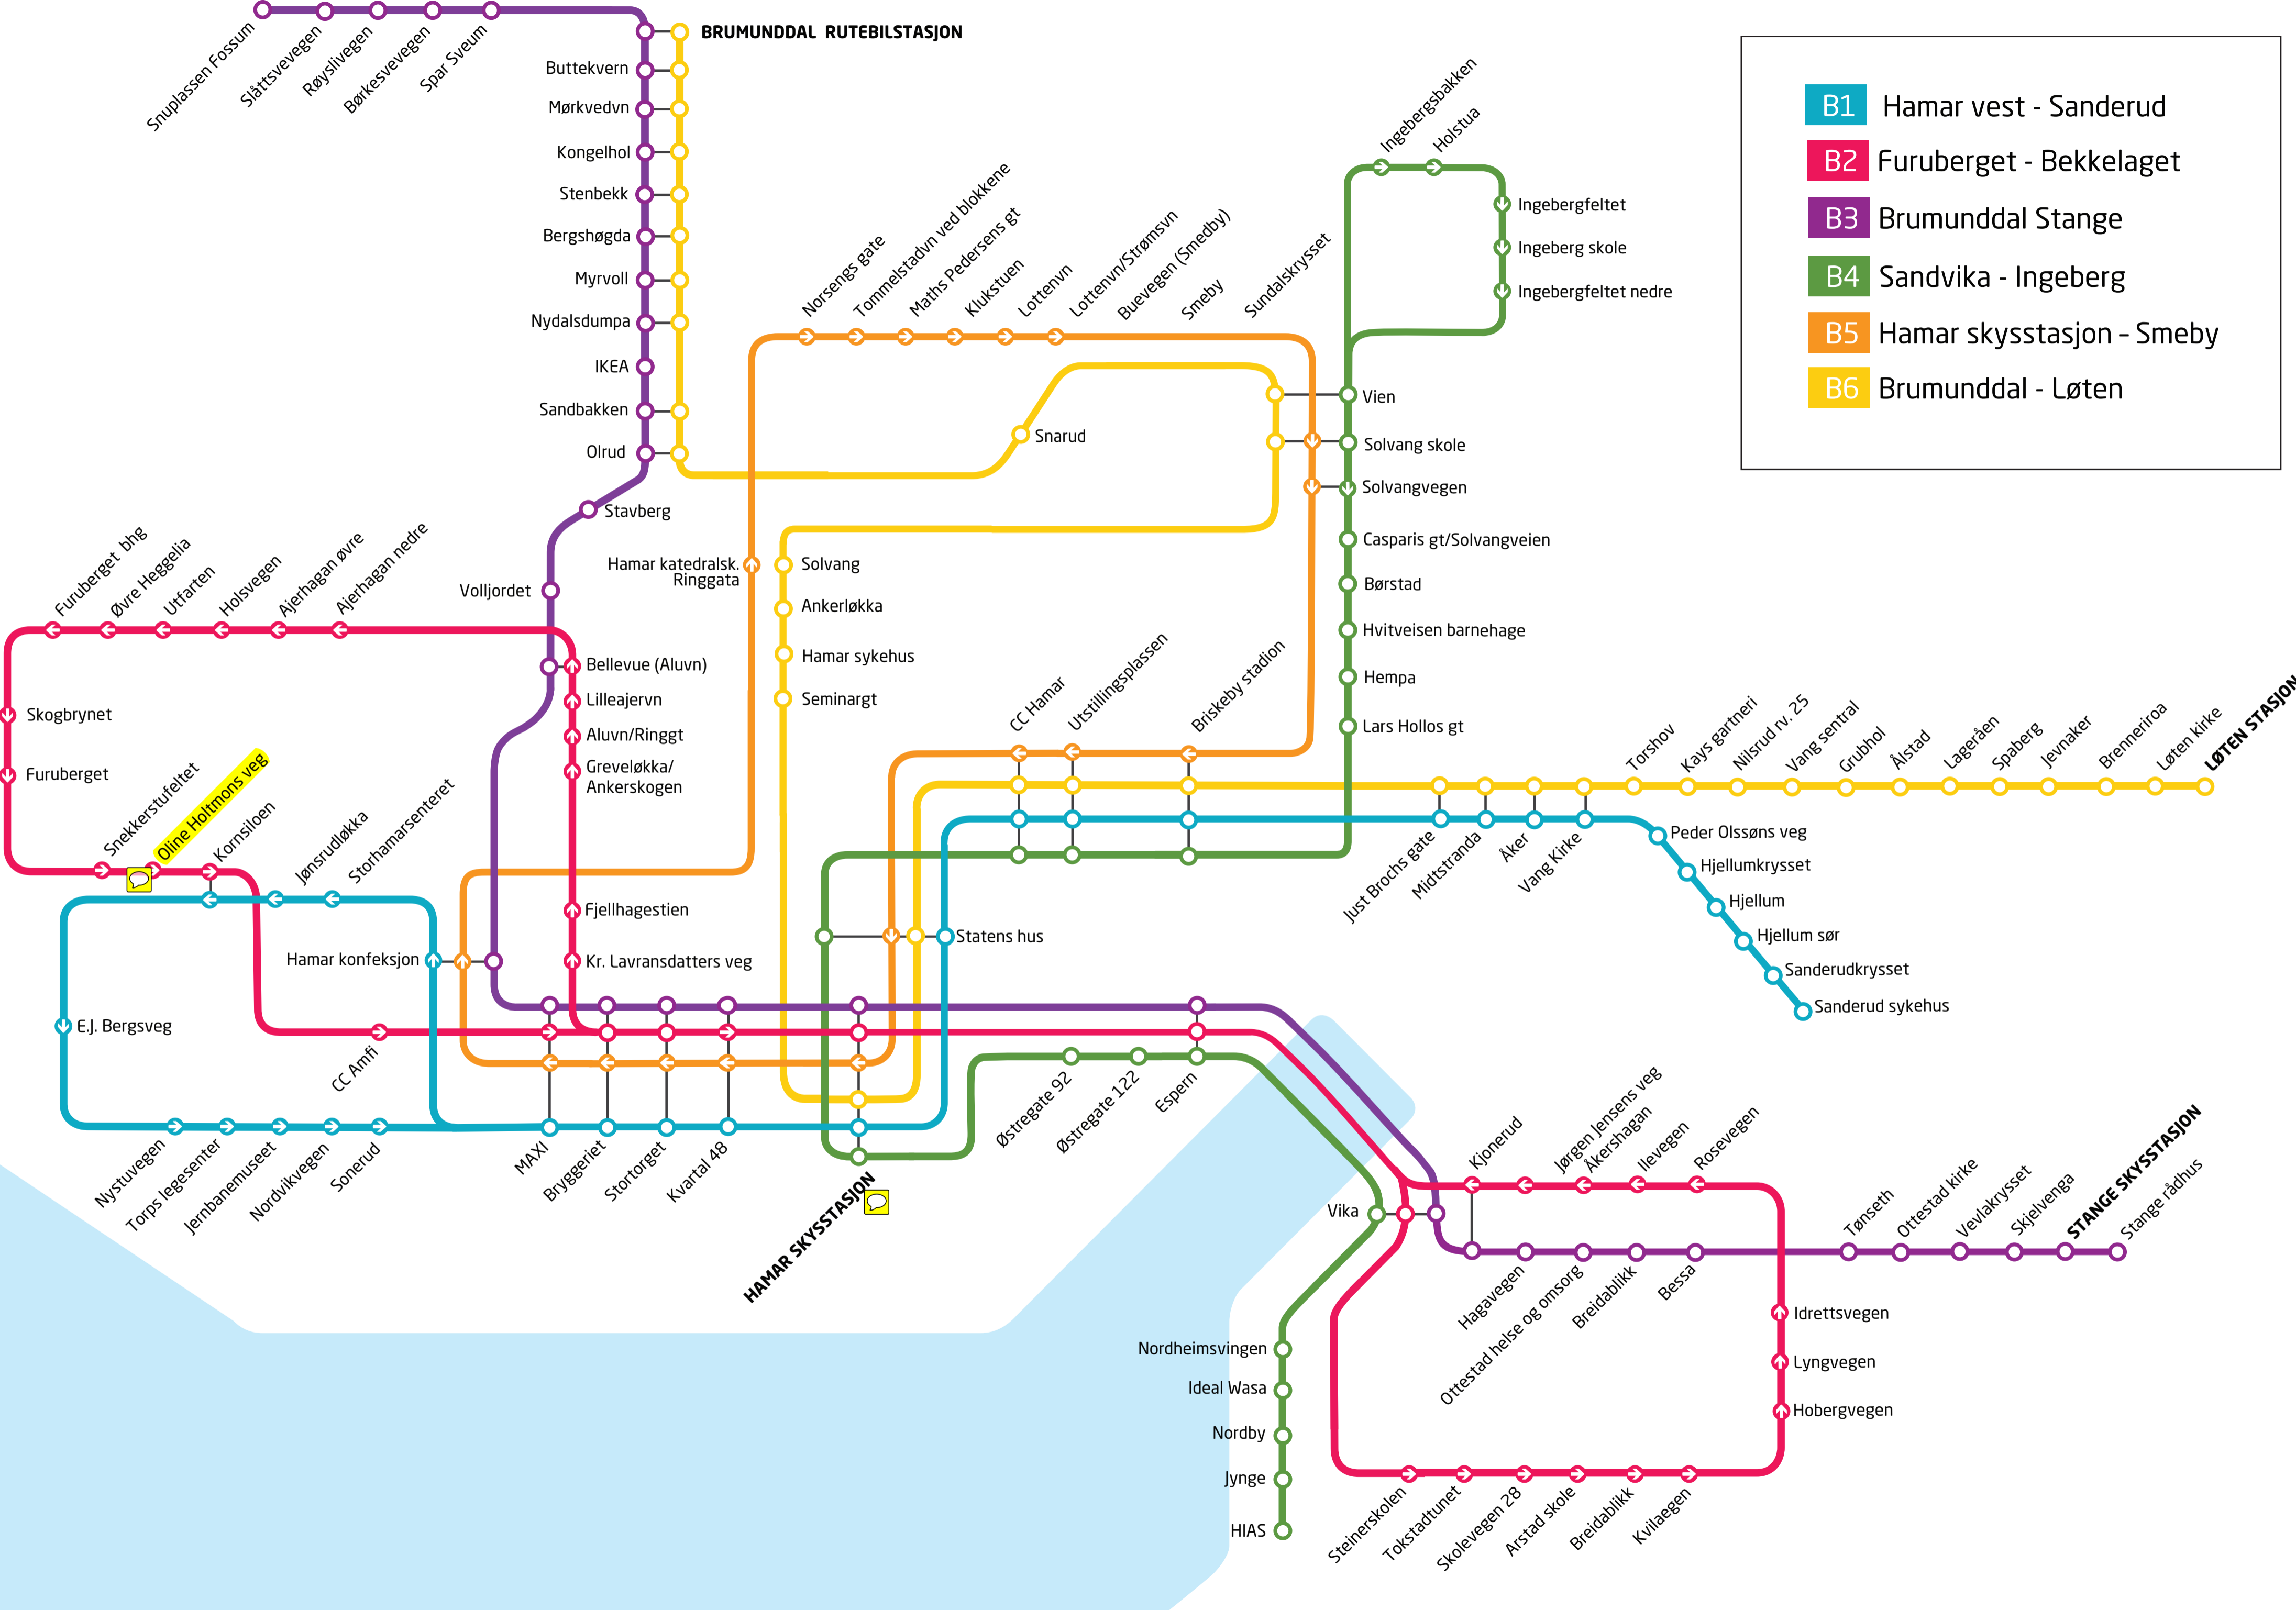 Snuplassen Fossum
Slåttsvevegen
Røyslivegen
Børkesvevegen
Spar Sveum
BRUMUNDDAL RUTEBILSTASJON
Buttekvern
Mørkvedvn
Kongelhol
Stenbekk
Bergshøgda
Myrvoll
Nydalsdumpa
IKEA
Sandbakken
Olrud
Stavberg
Volljordet
B1 Hamar vest - Sanderud
B2 Furuberget - Bekkelaget
B3 Brumunddal Stange
B4 Sandvika - Ingeberg
B5 Hamar skysstasjon – Smeby
B6 Brumunddal - Løten
Ingebergsbakken
Holstua
Ingebergfeltet
Ingeberg skole
Ingebergfeltet nedre
Norsengs gate
Tommelstadvn ved blokkene
Maths Pedersens gt
Klukstuen
Lottenvn
Lottenvn/Strømsvn
Buevegen (Smedby)
Smeby
Sundalskrysset
Snarud
Vien
Solvang skole
Solvangvegen
Casparis gt/Solvangveien
Børstad
Hvitveisen barnehage
Hempa
Lars Hollos gt
Hamar katedralsk.
Ringgata
Solvang
Ankerløkka
Hamar sykehus
Seminargt
Furuberget bhg
Øvre Heggelia
Utfarten
Holsvegen
Ajerhagan øvre
Ajerhagan nedre
Bellevue (Aluvn)
Lilleajervn
Aluvn/Ringgt
Greveløkka/
Ankerskogen
Fjellhagestien
Kr. Lavransdatters veg
Skogbrynet
Furuberget
Snekkerstufeltet
Oline Holtmons veg
Kornsiloen
Jønsrudløkka
Storhamarsenteret
Hamar konfeksjon
E.J. Bergsveg
CC Amfi
CC Hamar
Utstillingsplassen
Briskeby stadion
Statens hus
Just Brochs gate
Midtstranda
Åker
Vang Kirke
Torshov
Kays gartneri
Nilsrud rv. 25
Vang sentral
Grubhol
Ålstad
Lageråen
Spaberg
Jevnaker
Brenneriroa
Løten kirke
LØTEN STASJON
Peder Olssøns veg
Hjellumkrysset
Hjellum
Hjellum sør
Sanderudkrysset
Sanderud sykehus
Nystuvegen
Torps legesenter
Jernbanemuseet
Nordvikvegen
Sonerud
MAXI
Bryggeriet
Stortorget
Kvartal 48
HAMAR SKYSSTASJON
Østregate 92
Østregate 122
Espern
Vika
Kjonerud
Jørgen Jensens veg
Åkershagan
Ilevegen
Rosevegen
Hagavegen
Ottestad helse og omsorg
Breidablikk
Bessa
Tønseth
Ottestad kirke
Vevlakrysset
Skjelvenga
STANGE SKYSSTASJON
Stange rådhus
Idrettsvegen
Lyngvegen
Hobergvegen
Nordheimsvingen
Ideal Wasa
Nordby
Jynge
HIAS
Steinerskolen
Tokstadtunet
Skolevegen 28
Arstad skole
Breidablikk
Kvilaegen